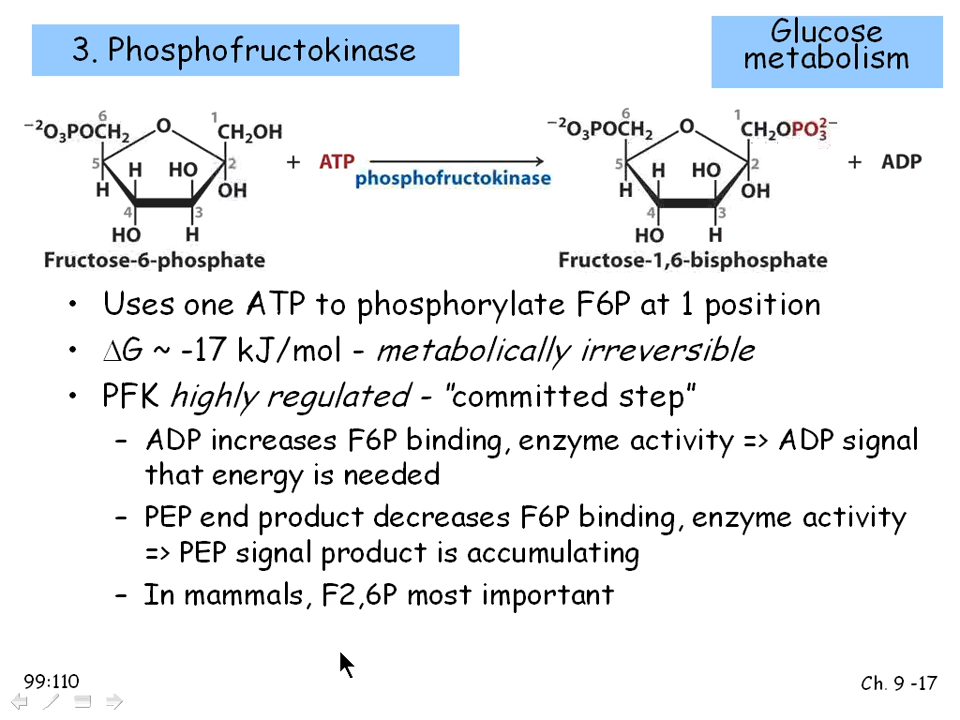 3. Phosphofructokinase
Glucose
metabolism
⁻²O₃POCH₂ 6 O 1 CH₂OH
5 H HO 2
H OH
4 3
HO H
Fructose-6-phosphate
+ ATP
phosphofructokinase
⁻²O₃POCH₂ 6 O 1 CH₂OPO₃²⁻
5 H HO 2
H OH
4 3
HO H
Fructose-1,6-bisphosphate
+ ADP
• Uses one ATP to phosphorylate F6P at 1 position
• ΔG ~ -17 kJ/mol - metabolically irreversible
• PFK highly regulated - "committed step"
– ADP increases F6P binding, enzyme activity => ADP signal
that energy is needed
– PEP end product decreases F6P binding, enzyme activity
=> PEP signal product is accumulating
– In mammals, F2,6P most important
99:110
Ch. 9 -17